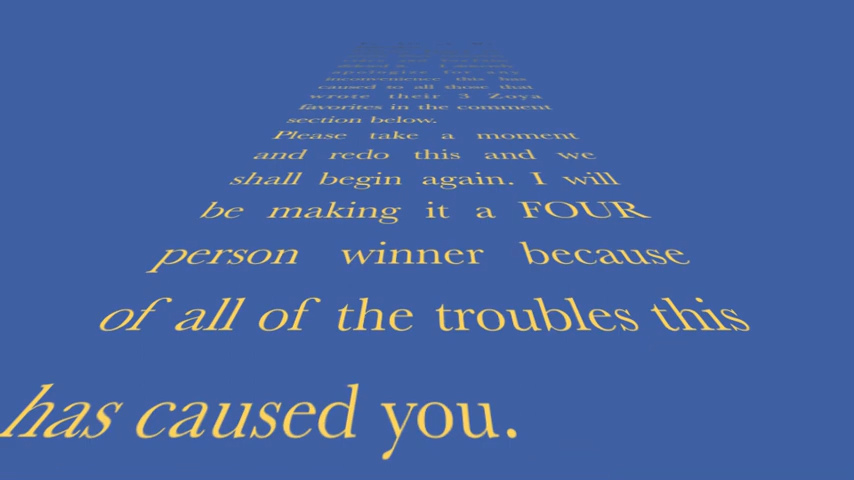 apologize for any
inconvenience this has
caused to all those that
wrote their 3 Zoya
favorites in the comment
section below.
Please take a moment
and redo this and we
shall begin again. I will
be making it a FOUR
person winner because
of all of the troubles this
has caused you.